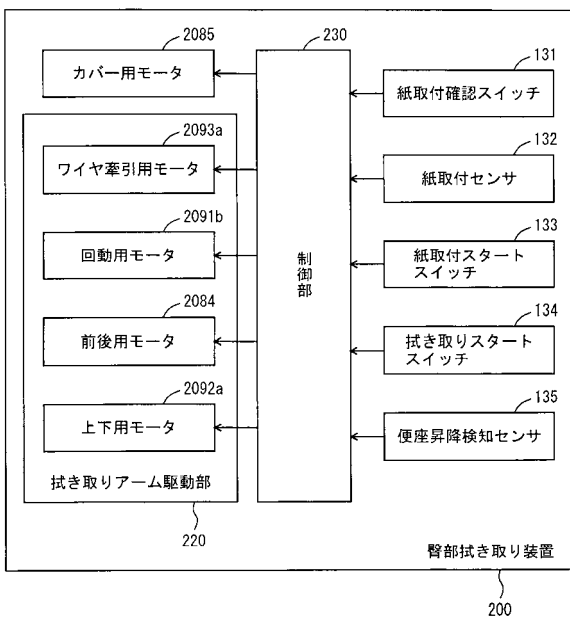 2085
カバー用モータ
2093a
ワイヤ牽引用モータ
2091b
回動用モータ
2084
前後用モータ
2092a
上下用モータ
拭き取りアーム駆動部
220
230
制御部
131
紙取付確認スイッチ
132
紙取付センサ
133
紙取付スタート
スイッチ
134
拭き取りスタート
スイッチ
135
便座昇降検知センサ
臀部拭き取り装置
200